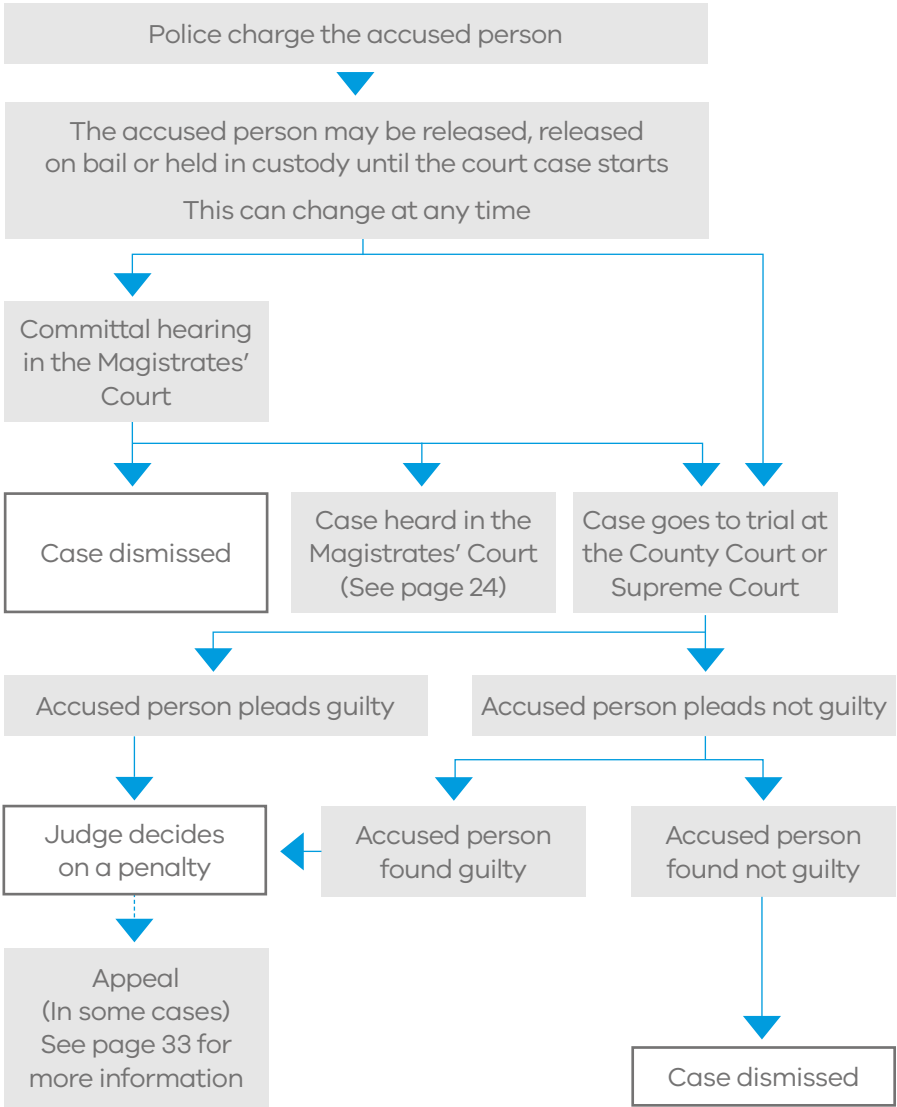 Police charge the accused person
The accused person may be released, released
on bail or held in custody until the court case starts
This can change at any time
Committal hearing
in the Magistrates’
Court
Case dismissed
Case heard in the
Magistrates’ Court
(See page 24)
Case goes to trial at
the County Court or
Supreme Court
Accused person pleads guilty
Accused person pleads not guilty
Judge decides
on a penalty
Accused person
found guilty
Accused person
found not guilty
Appeal
(In some cases)
See page 33 for
more information
Case dismissed